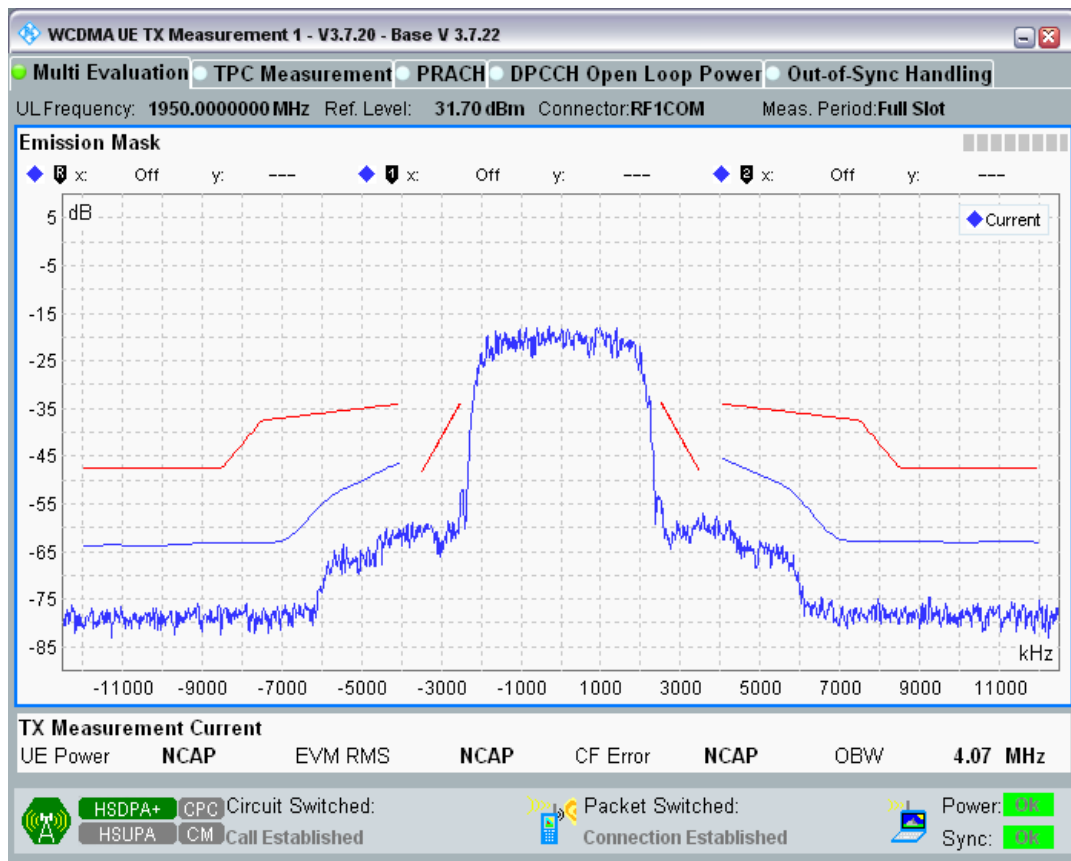 WCDMA UE TX Measurement 1 - V3.7.20 - Base V 3.7.22
Multi Evaluation TPC Measurement PRACH DPCCH Open Loop Power Out-of-Sync Handling
UL Frequency: 1950.0000000 MHz Ref. Level: 31.70 dBm Connector:RF1COM Meas. Period:Full Slot
Emission Mask
R x: Off y: --- 1 x: Off y: --- 2 x: Off y: ---
dB
Current
5
-5
-15
-25
-35
-45
-55
-65
-75
-85
kHz
-11000 -9000 -7000 -5000 -3000 -1000 1000 3000 5000 7000 9000 11000
TX Measurement Current
UE Power NCAP EVM RMS NCAP CF Error NCAP OBW 4.07 MHz
HSDPA+ CPC Circuit Switched: Packet Switched: Power: OK
HSUPA CM Call Established Connection Established Sync: OK